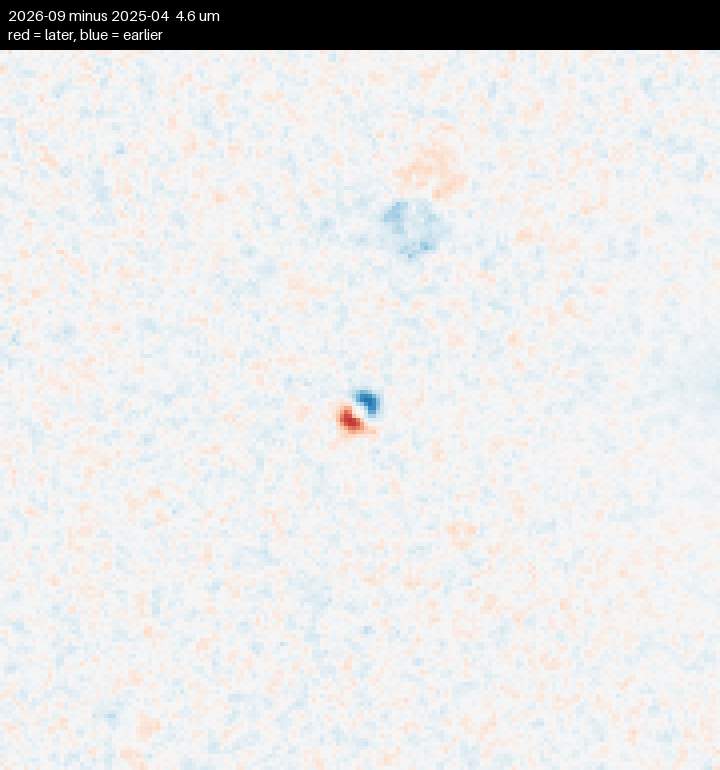 2026-09 minus 2025-04  4.6 um
red = later, blue = earlier